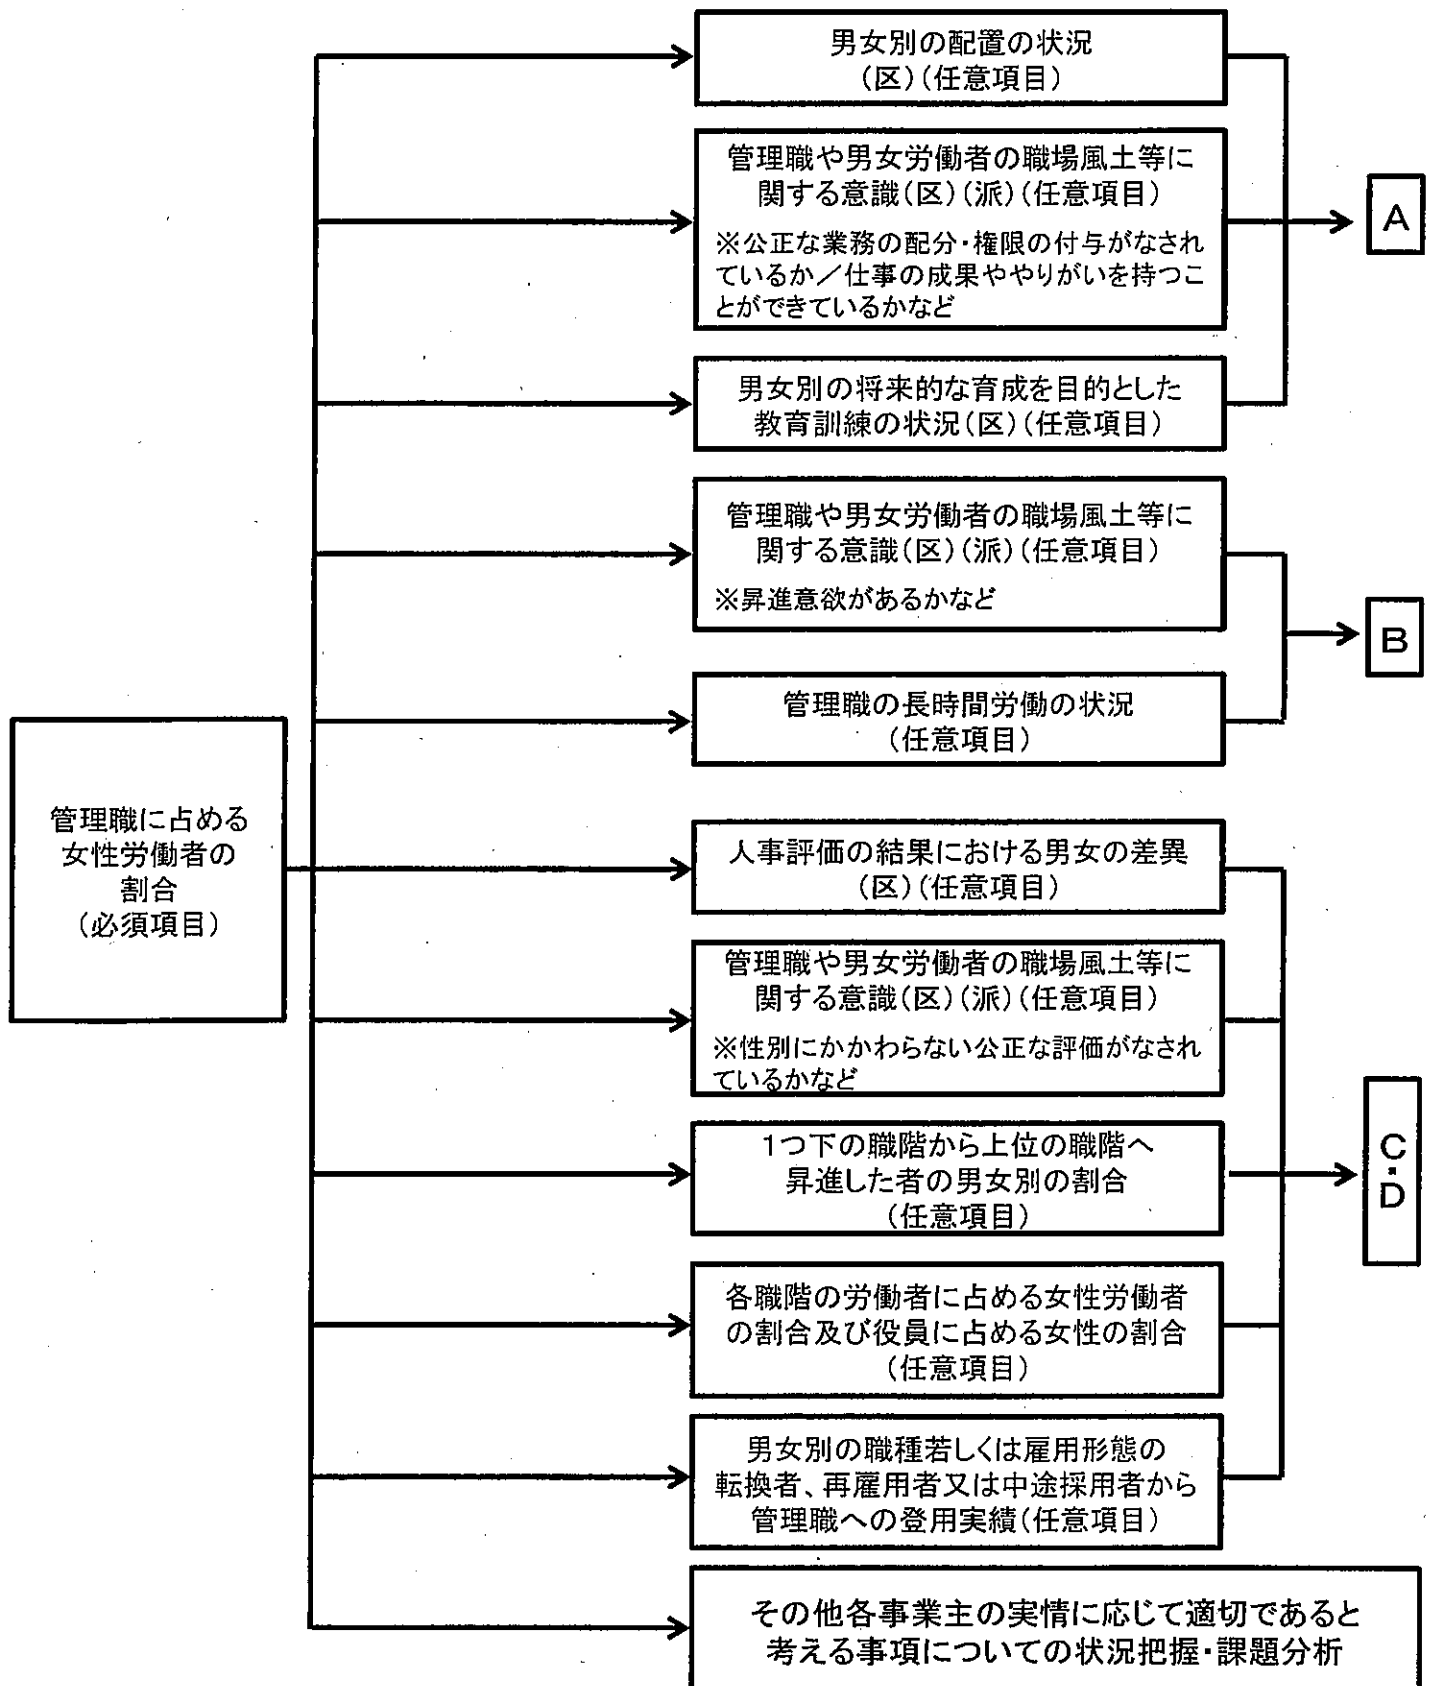 男女別の配置の状況
(区)(任意項目)
管理職や男女労働者の職場風土等に
関する意識(区)(派)(任意項目)
※公正な業務の配分・権限の付与がなされ
ているか/仕事の成果ややりがいを持つこ
とができているかなど
男女別の将来的な育成を目的とした
教育訓練の状況(区)(任意項目)
A
管理職や男女労働者の職場風土等に
関する意識(区)(派)(任意項目)
※昇進意欲があるかなど
管理職の長時間労働の状況
(任意項目)
B
管理職に占める
女性労働者の
割合
(必須項目)
人事評価の結果における男女の差異
(区)(任意項目)
管理職や男女労働者の職場風土等に
関する意識(区)(派)(任意項目)
※性別にかかわらない公正な評価がなされ
ているかなど
1つ下の職階から上位の職階へ
昇進した者の男女別の割合
(任意項目)
各職階の労働者に占める女性労働者
の割合及び役員に占める女性の割合
(任意項目)
男女別の職種若しくは雇用形態の
転換者、再雇用者又は中途採用者から
管理職への登用実績(任意項目)
C・D
その他各事業主の実情に応じて適切であると
考える事項についての状況把握・課題分析